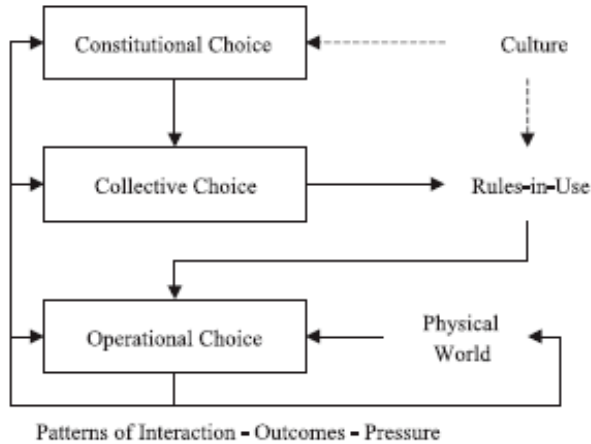 Constitutional Choice
Culture
Collective Choice
Rules-in-Use
Operational Choice
Physical
World
Patterns of Interaction - Outcomes - Pressure